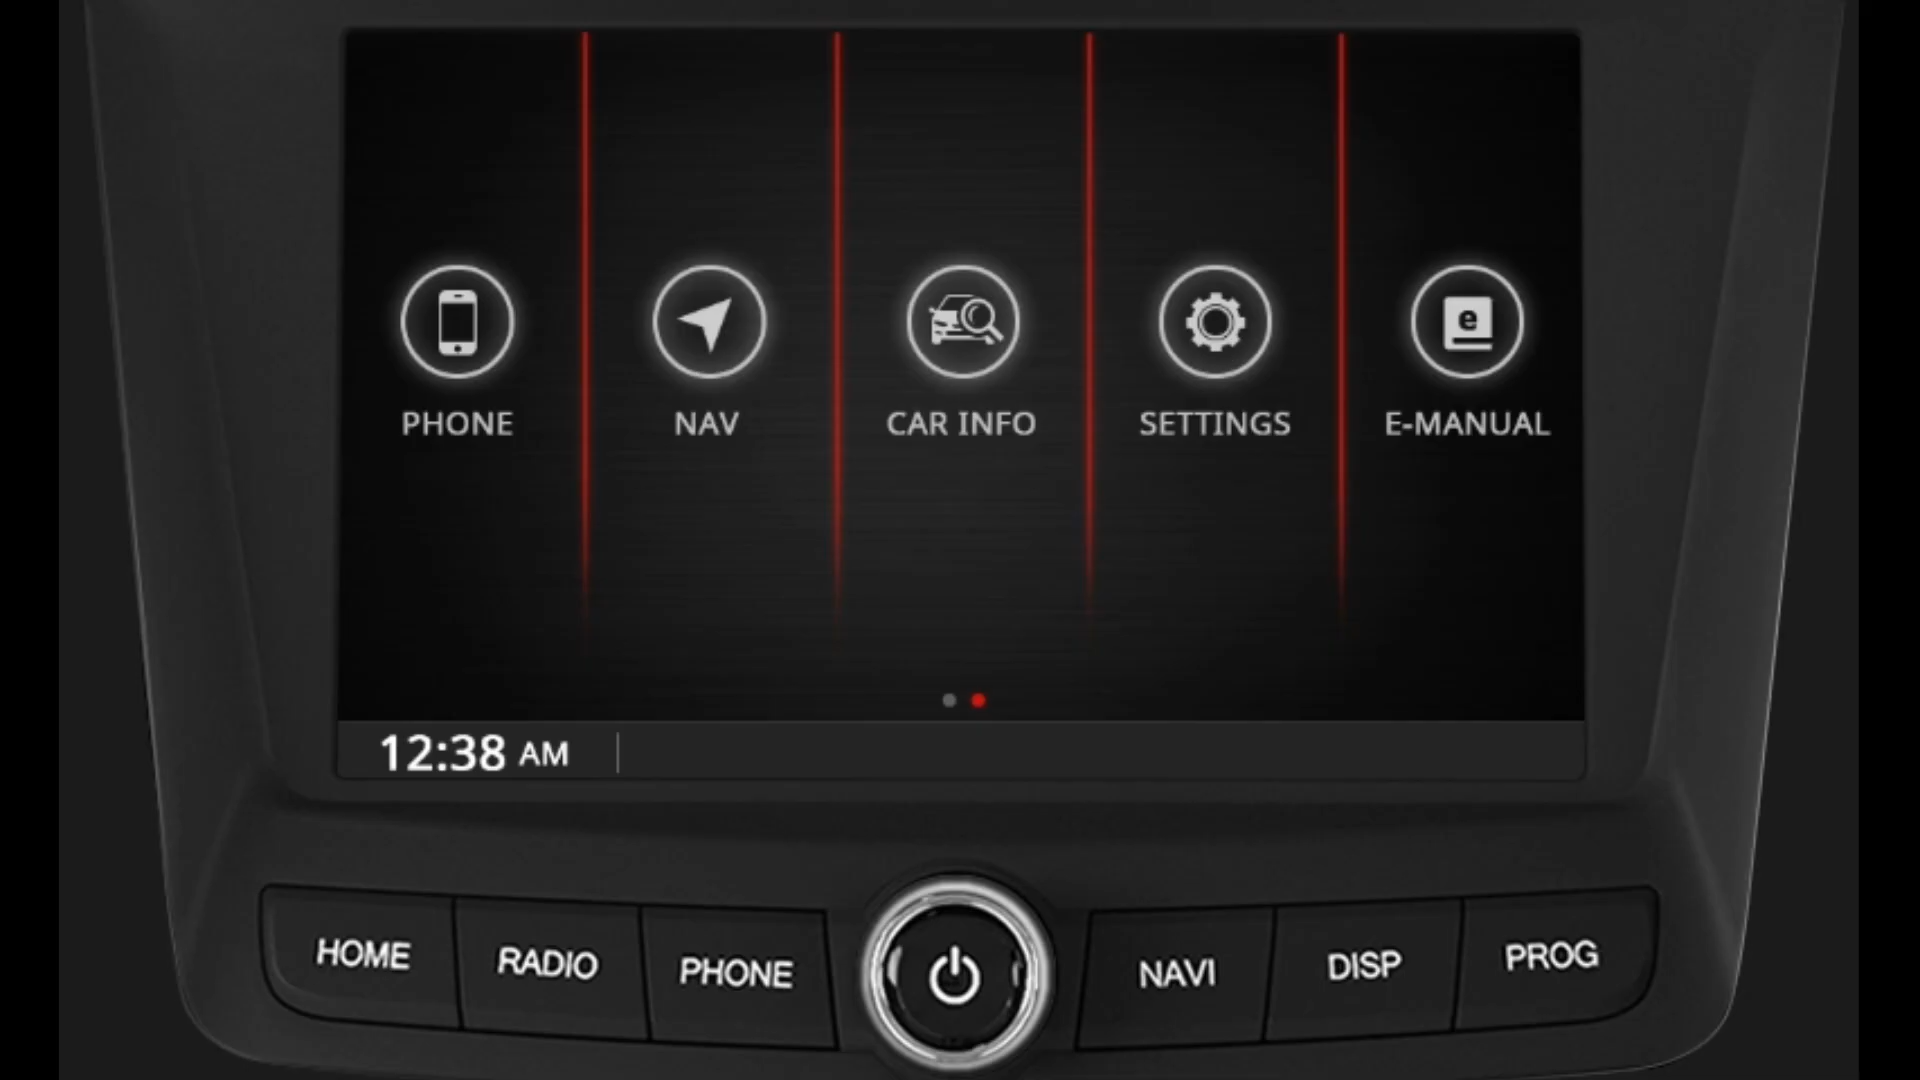 PHONE
NAV
CAR INFO
SETTINGS
e
E-MANUAL
12:38 AM
HOME
RADIO
PHONE
NAVI
DISP
PROG